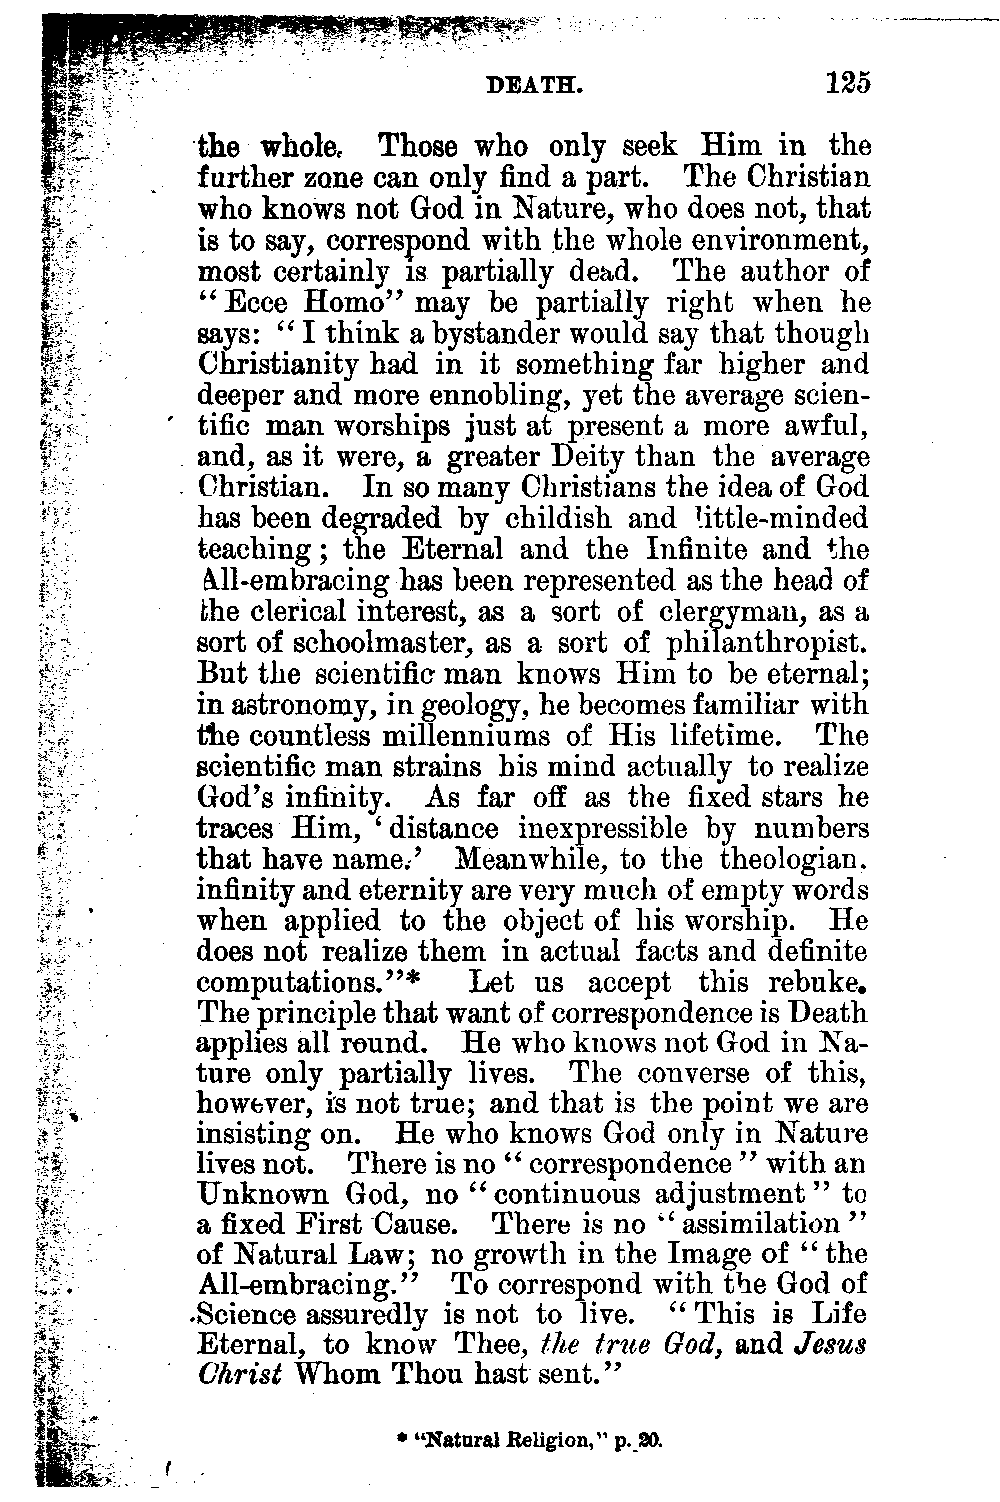 DEATH. 125
the whole. Those who only seek Him in the
further zone can only find a part. The Christian
who knows not God in Nature, who does not, that
is to say, correspond with the whole environment,
most certainly is partially dead. The author of
“Ecce Homo” may be partially right when he
says: “I think a bystander would say that though
Christianity had in it something far higher and
deeper and more ennobling, yet the average scien-
tific man worships just at present a more awful,
and, as it were, a greater Deity than the average
Christian. In so many Christians the idea of God
has been degraded by childish and little-minded
teaching; the Eternal and the Infinite and the
All-embracing has been represented as the head of
the clerical interest, as a sort of clergyman, as a
sort of schoolmaster, as a sort of philanthropist.
But the scientific man knows Him to be eternal;
in astronomy, in geology, he becomes familiar with
the countless millenniums of His lifetime. The
scientific man strains his mind actually to realize
God’s infinity. As far off as the fixed stars he
traces Him, ‘distance inexpressible by numbers
that have name.’ Meanwhile, to the theologian.
infinity and eternity are very much of empty words
when applied to the object of his worship. He
does not realize them in actual facts and definite
computations.”* Let us accept this rebuke.
The principle that want of correspondence is Death
applies all round. He who knows not God in Na-
ture only partially lives. The converse of this,
however, is not true; and that is the point we are
insisting on. He who knows God only in Nature
lives not. There is no “correspondence” with an
Unknown God, no “continuous adjustment” to
a fixed First Cause. There is no “assimilation”
of Natural Law; no growth in the Image of “the
All-embracing.” To correspond with the God of
Science assuredly is not to live. “This is Life
Eternal, to know Thee, the true God, and Jesus
Christ Whom Thou hast sent.”
* “Natural Religion,” p. 20.